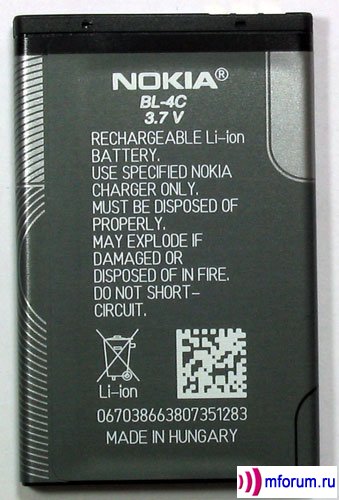 NOKIA®
BL-4C
3.7 V
RECHARGEABLE Li-ion
BATTERY.
USE SPECIFIED NOKIA
CHARGER ONLY.
MUST BE DISPOSED OF
PROPERLY.
MAY EXPLODE IF
DAMAGED OR
DISPOSED OF IN FIRE.
DO NOT SHORT-
CIRCUIT.
Li-ion
067038663807351283
MADE IN HUNGARY
mforum.ru